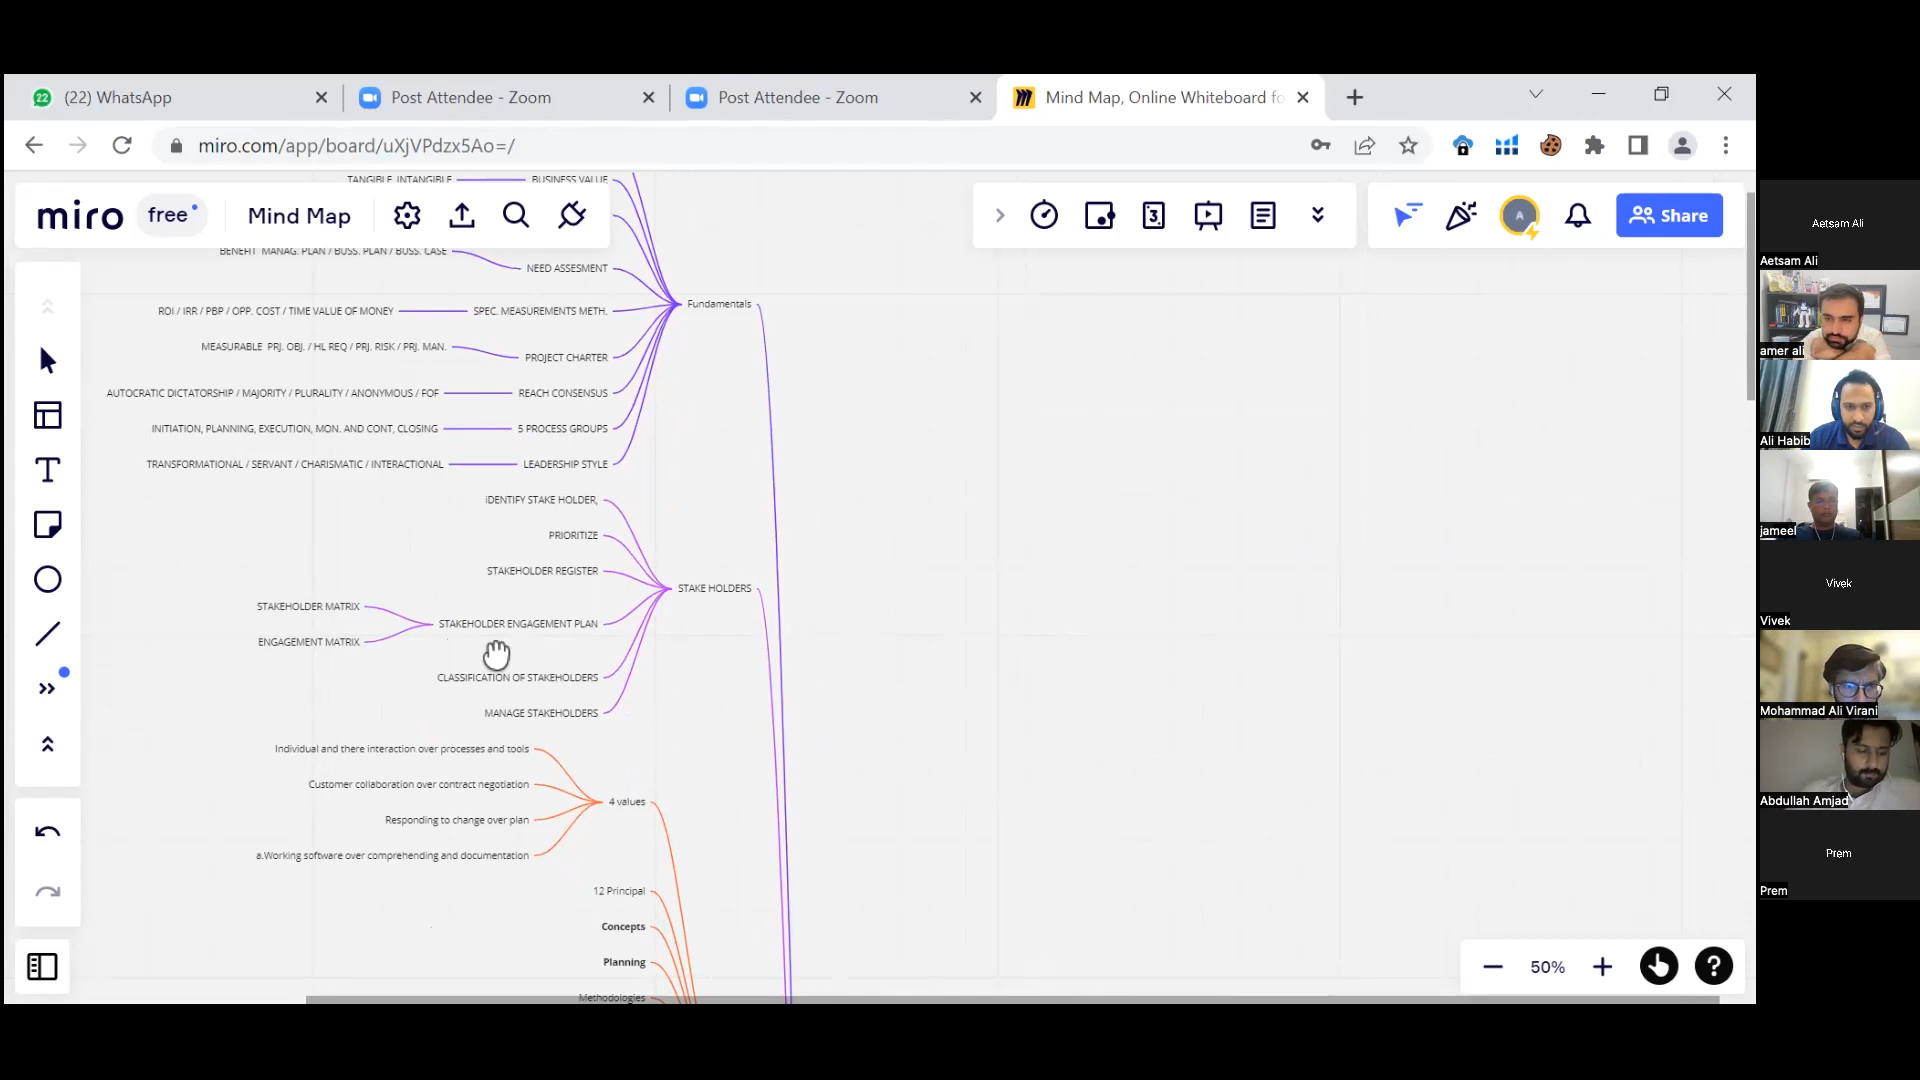 22 (22) WhatsApp
Post Attendee - Zoom
Post Attendee - Zoom
Mind Map, Online Whiteboard fo
miro.com/app/board/uXjVPdzx5Ao=/
TANGIBLE, INTANGIBLE BUSINESS VALUE
miro free Mind Map
3
A
Share
BENEFIT MANAG. PLAN / BUSS. PLAN / BUSS. CASE
NEED ASSESMENT
Fundamentals
ROI / IRR / PBP / OPP. COST / TIME VALUE OF MONEY SPEC. MEASUREMENTS METH.
MEASURABLE PRJ. OBJ. / HL REQ / PRJ. RISK / PRJ. MAN.
PROJECT CHARTER
AUTOCRATIC DICTATORSHIP / MAJORITY / PLURALITY / ANONYMOUS / FOF REACH CONSENSUS
INITIATION, PLANNING, EXECUTION, MON. AND CONT, CLOSING 5 PROCESS GROUPS
TRANSFORMATIONAL / SERVANT / CHARISMATIC / INTERACTIONAL LEADERSHIP STYLE
iDENTIFY STAKE HOLDER,
PRIORITIZE
STAKEHOLDER REGISTER
STAKE HOLDERS
STAKEHOLDER MATRIX
STAKEHOLDER ENGAGEMENT PLAN
ENGAGEMENT MATRIX
CLASSIFICATION OF STAKEHOLDERS
MANAGE STAKEHOLDERS
Individual and there interaction over processes and tools
Customer collaboration over contract negotiation
4 values
Responding to change over plan
a.Working software over comprehending and documentation
12 Principal
Concepts
Planning
Methodologies
50%
?
Aetsam Ali
Aetsam Ali
amer ali
Ali Habib
jameel
Vivek
Vivek
Mohammad Ali Virani
Abdullah Amjad
Prem
Prem